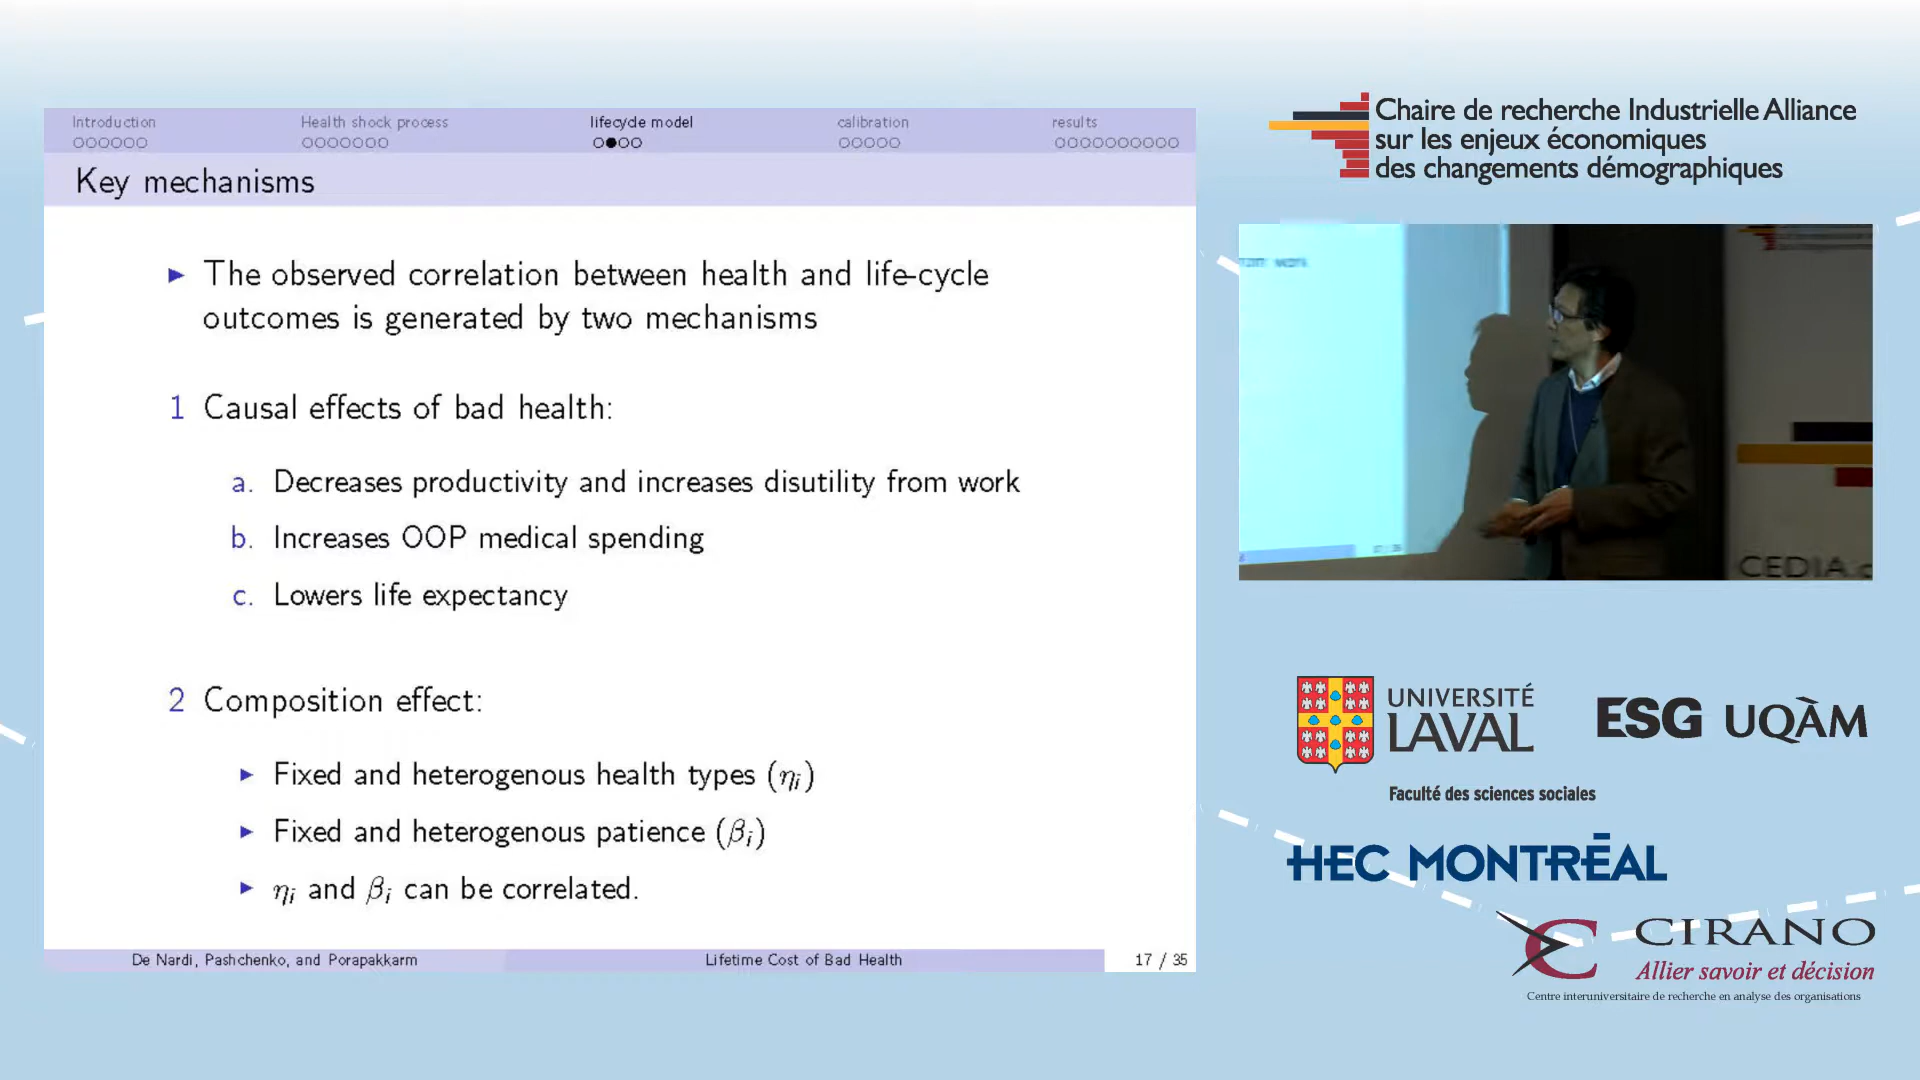 Introduction
Health shock process
lifecycle model
calibration
results
Key mechanisms
▶ The observed correlation between health and life-cycle
outcomes is generated by two mechanisms
1 Causal effects of bad health:
a. Decreases productivity and increases disutility from work
b. Increases OOP medical spending
c. Lowers life expectancy
2 Composition effect:
▶ Fixed and heterogenous health types (ηi)
▶ Fixed and heterogenous patience (βi)
▶ ηi and βi can be correlated.
De Nardi, Pashchenko, and Porapakkarm
Lifetime Cost of Bad Health
17 / 35
Chaire de recherche Industrielle Alliance
sur les enjeux économiques
des changements démographiques
from work
17 / 35
CEDIA.c
UNIVERSITÉ
LAVAL
Faculté des sciences sociales
ESG UQÀM
HEC MONTRĒAL
CIRANO
Allier savoir et décision
Centre interuniversitaire de recherche en analyse des organisations